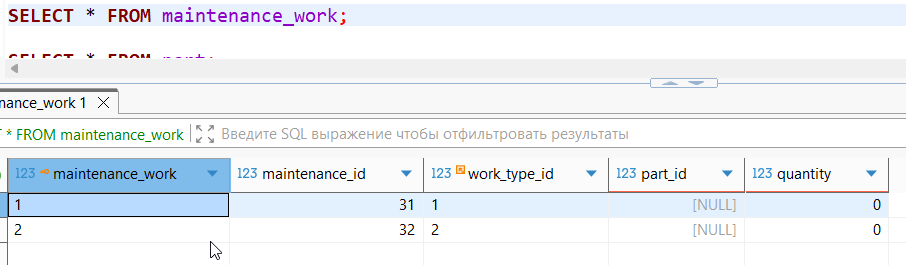 SELECT * FROM maintenance_work;
SELECT * FROM part;
nance_work 1
* FROM maintenance_work
Введите SQL выражение чтобы отфильтровать результаты
123 maintenance_work 123 maintenance_id 123 work_type_id 123 part_id 123 quantity
1 31 1 [NULL] 0
2 32 2 [NULL] 0